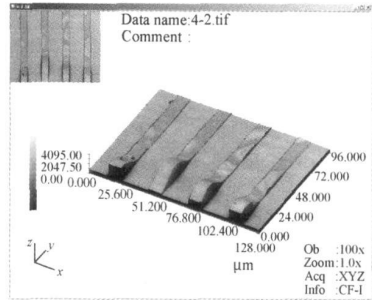 Data name:4-2.tif
Comment :
4095.00
2047.50
0.00
0.000
25.600
51.200
76.800
102.400
128.000
96.000
72.000
48.000
24.000
0.000
μm
z
y
x
Ob :100x
Zoom:1.0x
Acq :XYZ
Info :CF-I